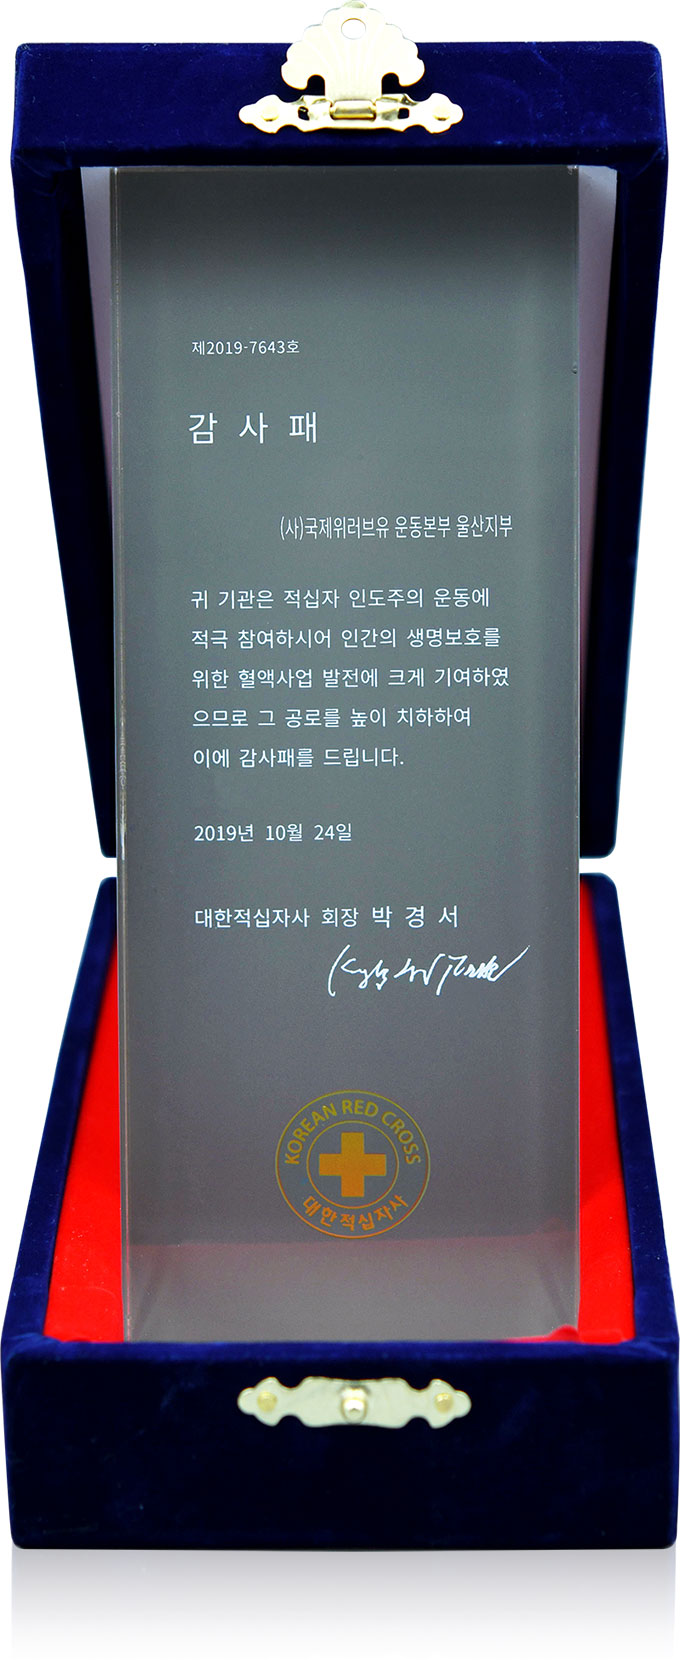 제2019-7643호
감 사 패
(사)국제위러브유 운동본부 울산지부
귀 기관은 적십자 인도주의 운동에
적극 참여하시어 인간의 생명보호를
위한 혈액사업 발전에 크게 기여하였
으므로 그 공로를 높이 치하하여
이에 감사패를 드립니다.
2019년 10월 24일
대한적십자사 회장 박 경 서
KOREAN RED CROSS
대한적십자사